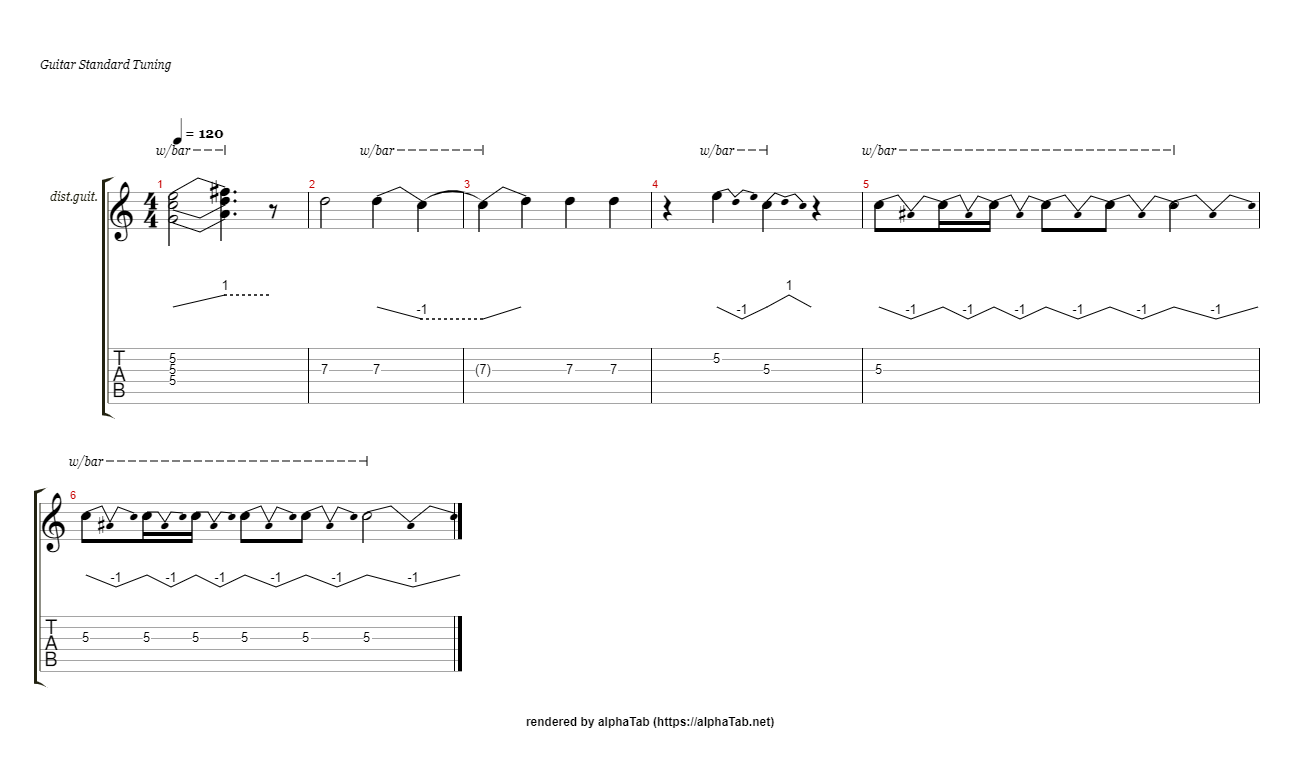 Guitar Standard Tuning
= 120
w/bar w/bar w/bar w/bar
1 2 3 4 5
dist.guit.
4
4
1 -1 -1 1 -1 -1 -1 -1 -1 -1
T
A
B
5
5
5
7 7 (7) 7 7 5 5 5
w/bar
6
-1 -1 -1 -1 -1 -1
T
A
B
5 5 5 5 5 5
rendered by alphaTab (https://alphaTab.net)